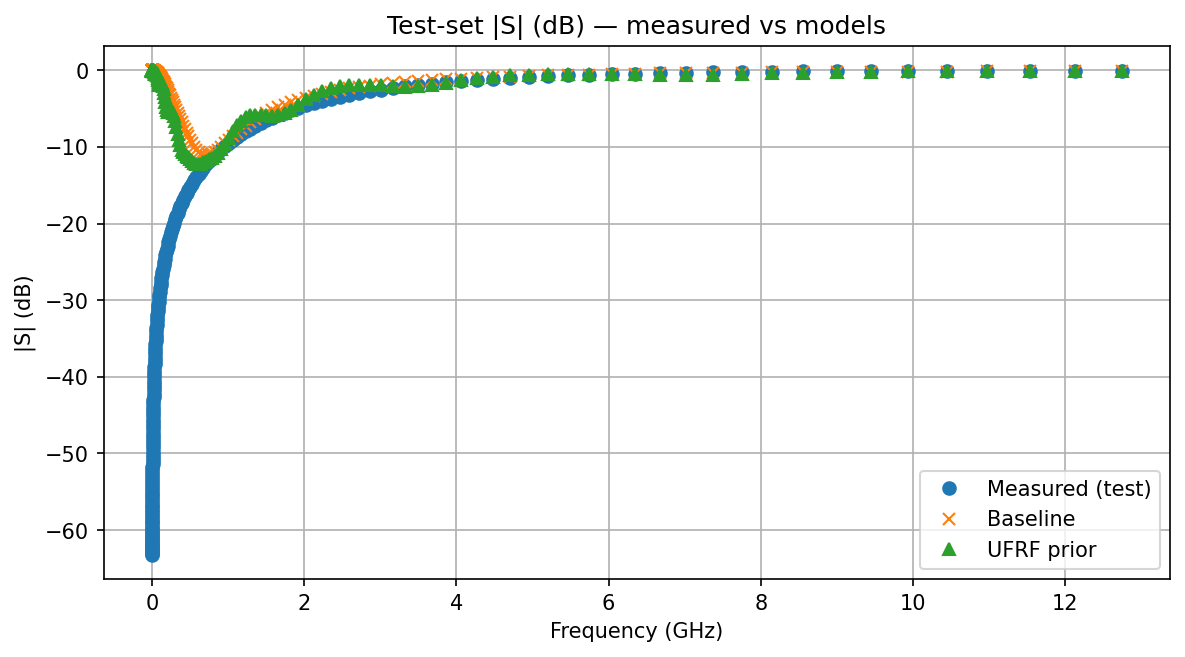 Test-set |S| (dB) — measured vs models
|S| (dB)
0
−10
−20
−30
−40
−50
−60
Measured (test)
Baseline
UFRF prior
0 2 4 6 8 10 12
Frequency (GHz)